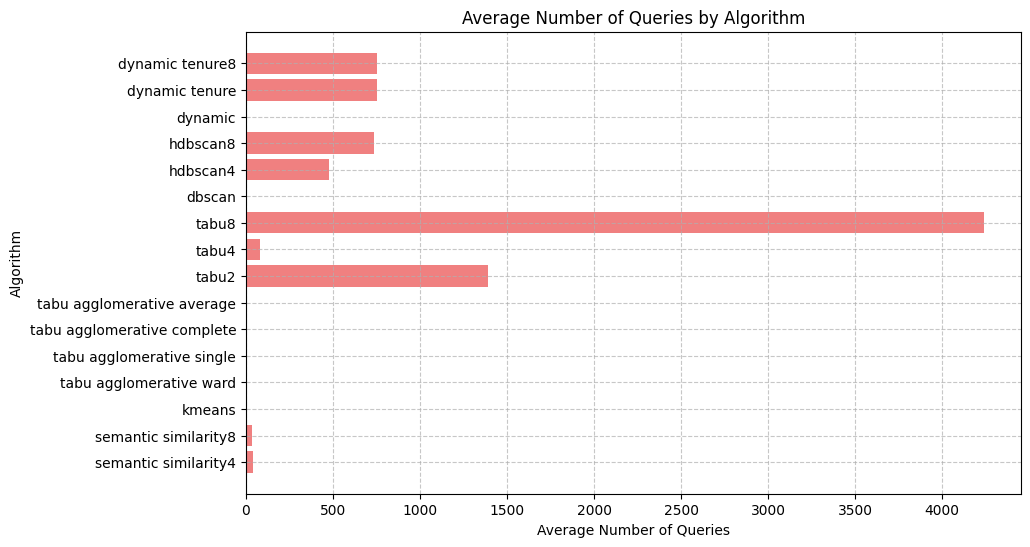 Average Number of Queries by Algorithm
Algorithm
dynamic tenure8
dynamic tenure
dynamic
hdbscan8
hdbscan4
dbscan
tabu8
tabu4
tabu2
tabu agglomerative average
tabu agglomerative complete
tabu agglomerative single
tabu agglomerative ward
kmeans
semantic similarity8
semantic similarity4
0 500 1000 1500 2000 2500 3000 3500 4000
Average Number of Queries